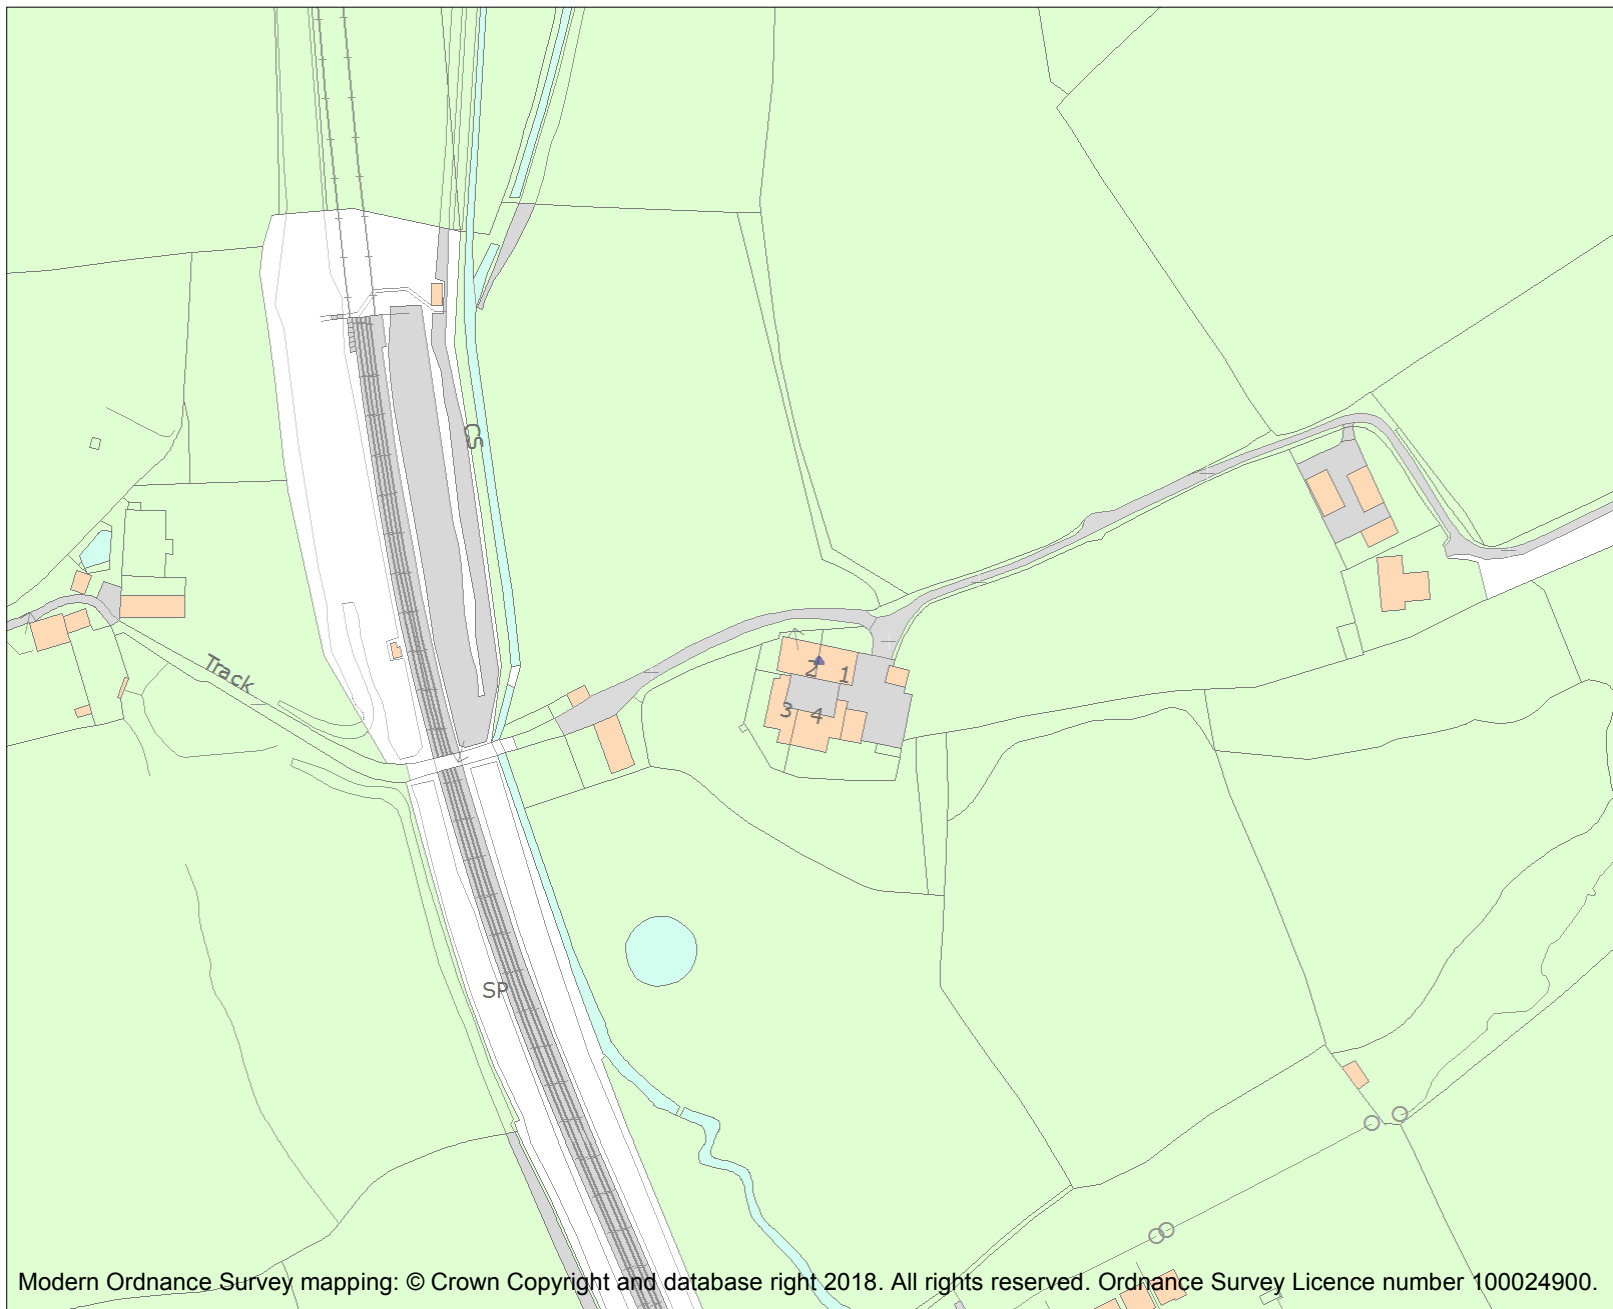 CS
Track
2
1
3
4
SP
Modern Ordnance Survey mapping: © Crown Copyright and database right 2018. All rights reserved. Ordnance Survey Licence number 100024900.